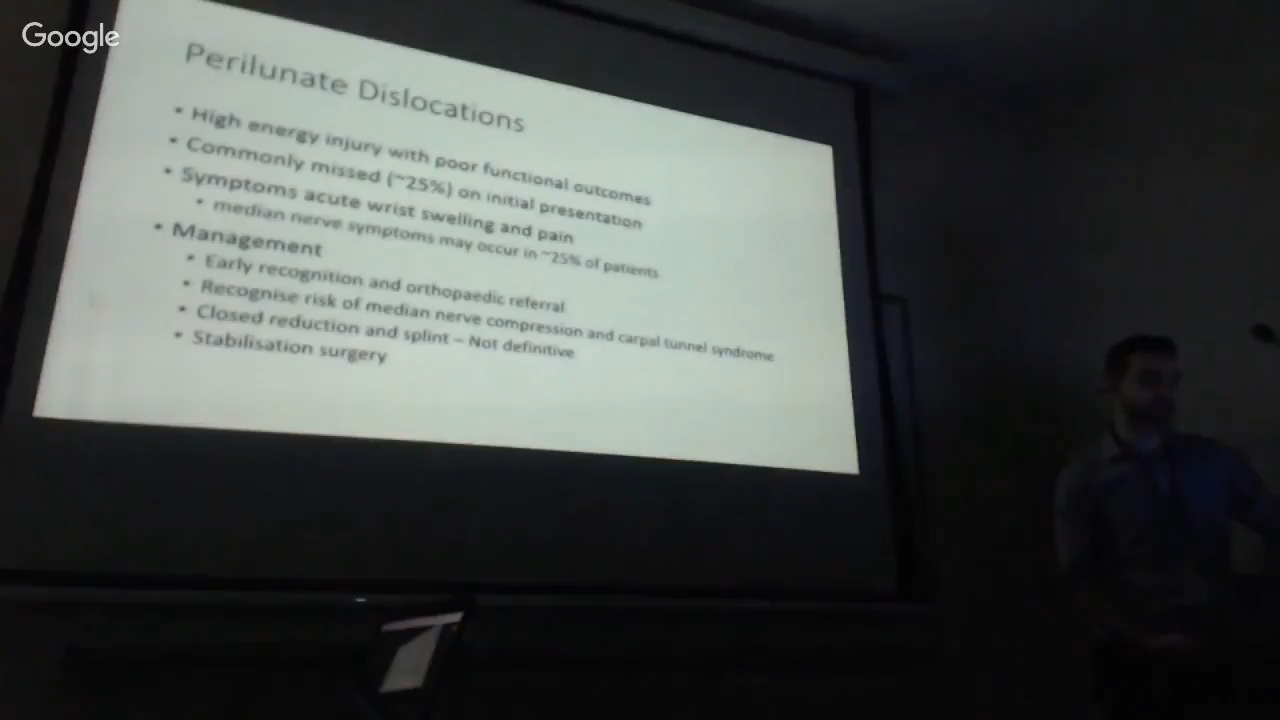 Google
Perilunate Dislocations
• High energy injury with poor functional outcomes
• Commonly missed (~25%) on initial presentation
• Symptoms acute wrist swelling and pain
• median nerve symptoms may occur in ~25% of patients
• Management
• Early recognition and orthopaedic referral
• Recognise risk of median nerve compression and carpal tunnel syndrome
• Closed reduction and splint – Not definitive
• Stabilisation surgery